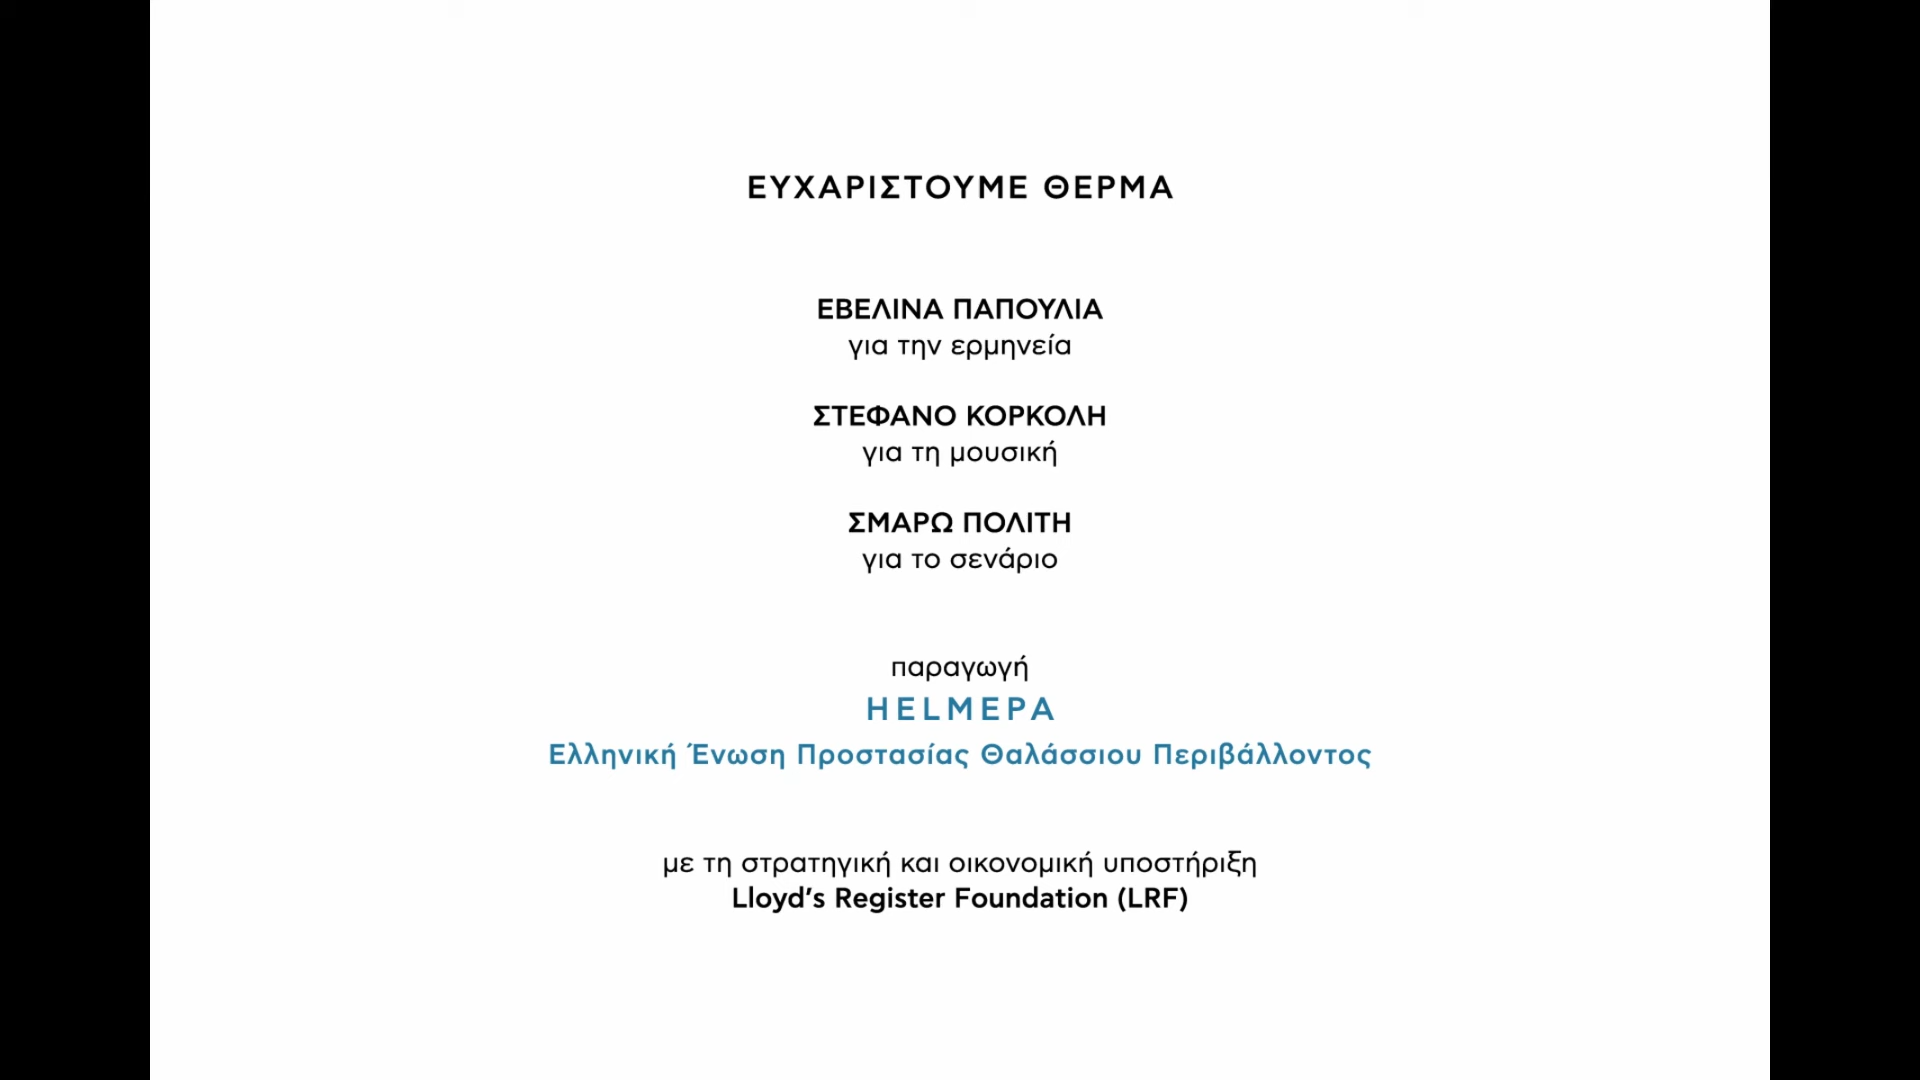 ΕΥΧΑΡΙΣΤΟΥΜΕ ΘΕΡΜΑ
ΕΒΕΛΙΝΑ ΠΑΠΟΥΛΙΑ
για την ερμηνεία
ΣΤΕΦΑΝΟ ΚΟΡΚΟΛΗ
για τη μουσική
ΣΜΑΡΩ ΠΟΛΙΤΗ
για το σενάριο
παραγωγή
HELMEPA
Ελληνική Ένωση Προστασίας Θαλάσσιου Περιβάλλοντος
με τη στρατηγική και οικονομική υποστήριξη
Lloyd’s Register Foundation (LRF)